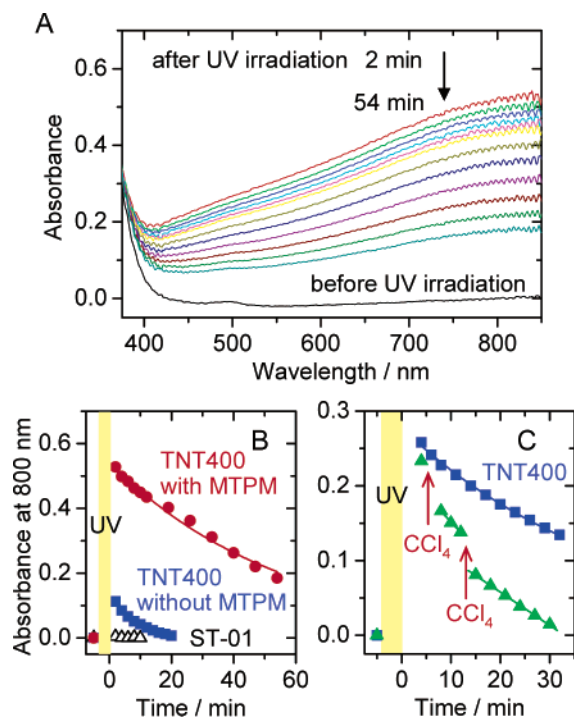 A
after UV irradiation 2 min
54 min
before UV irradiation
Absorbance
0.6
0.4
0.2
0.0
400 500 600 700 800
Wavelength / nm
B
TNT400
with MTPM
UV
TNT400
without MTPM
ST-01
Absorbance at 800 nm
0.6
0.4
0.2
0.0
0 20 40 60
Time / min
C
TNT400
UV
CCl₄
CCl₄
0.3
0.2
0.1
0.0
0 10 20 30
Time / min